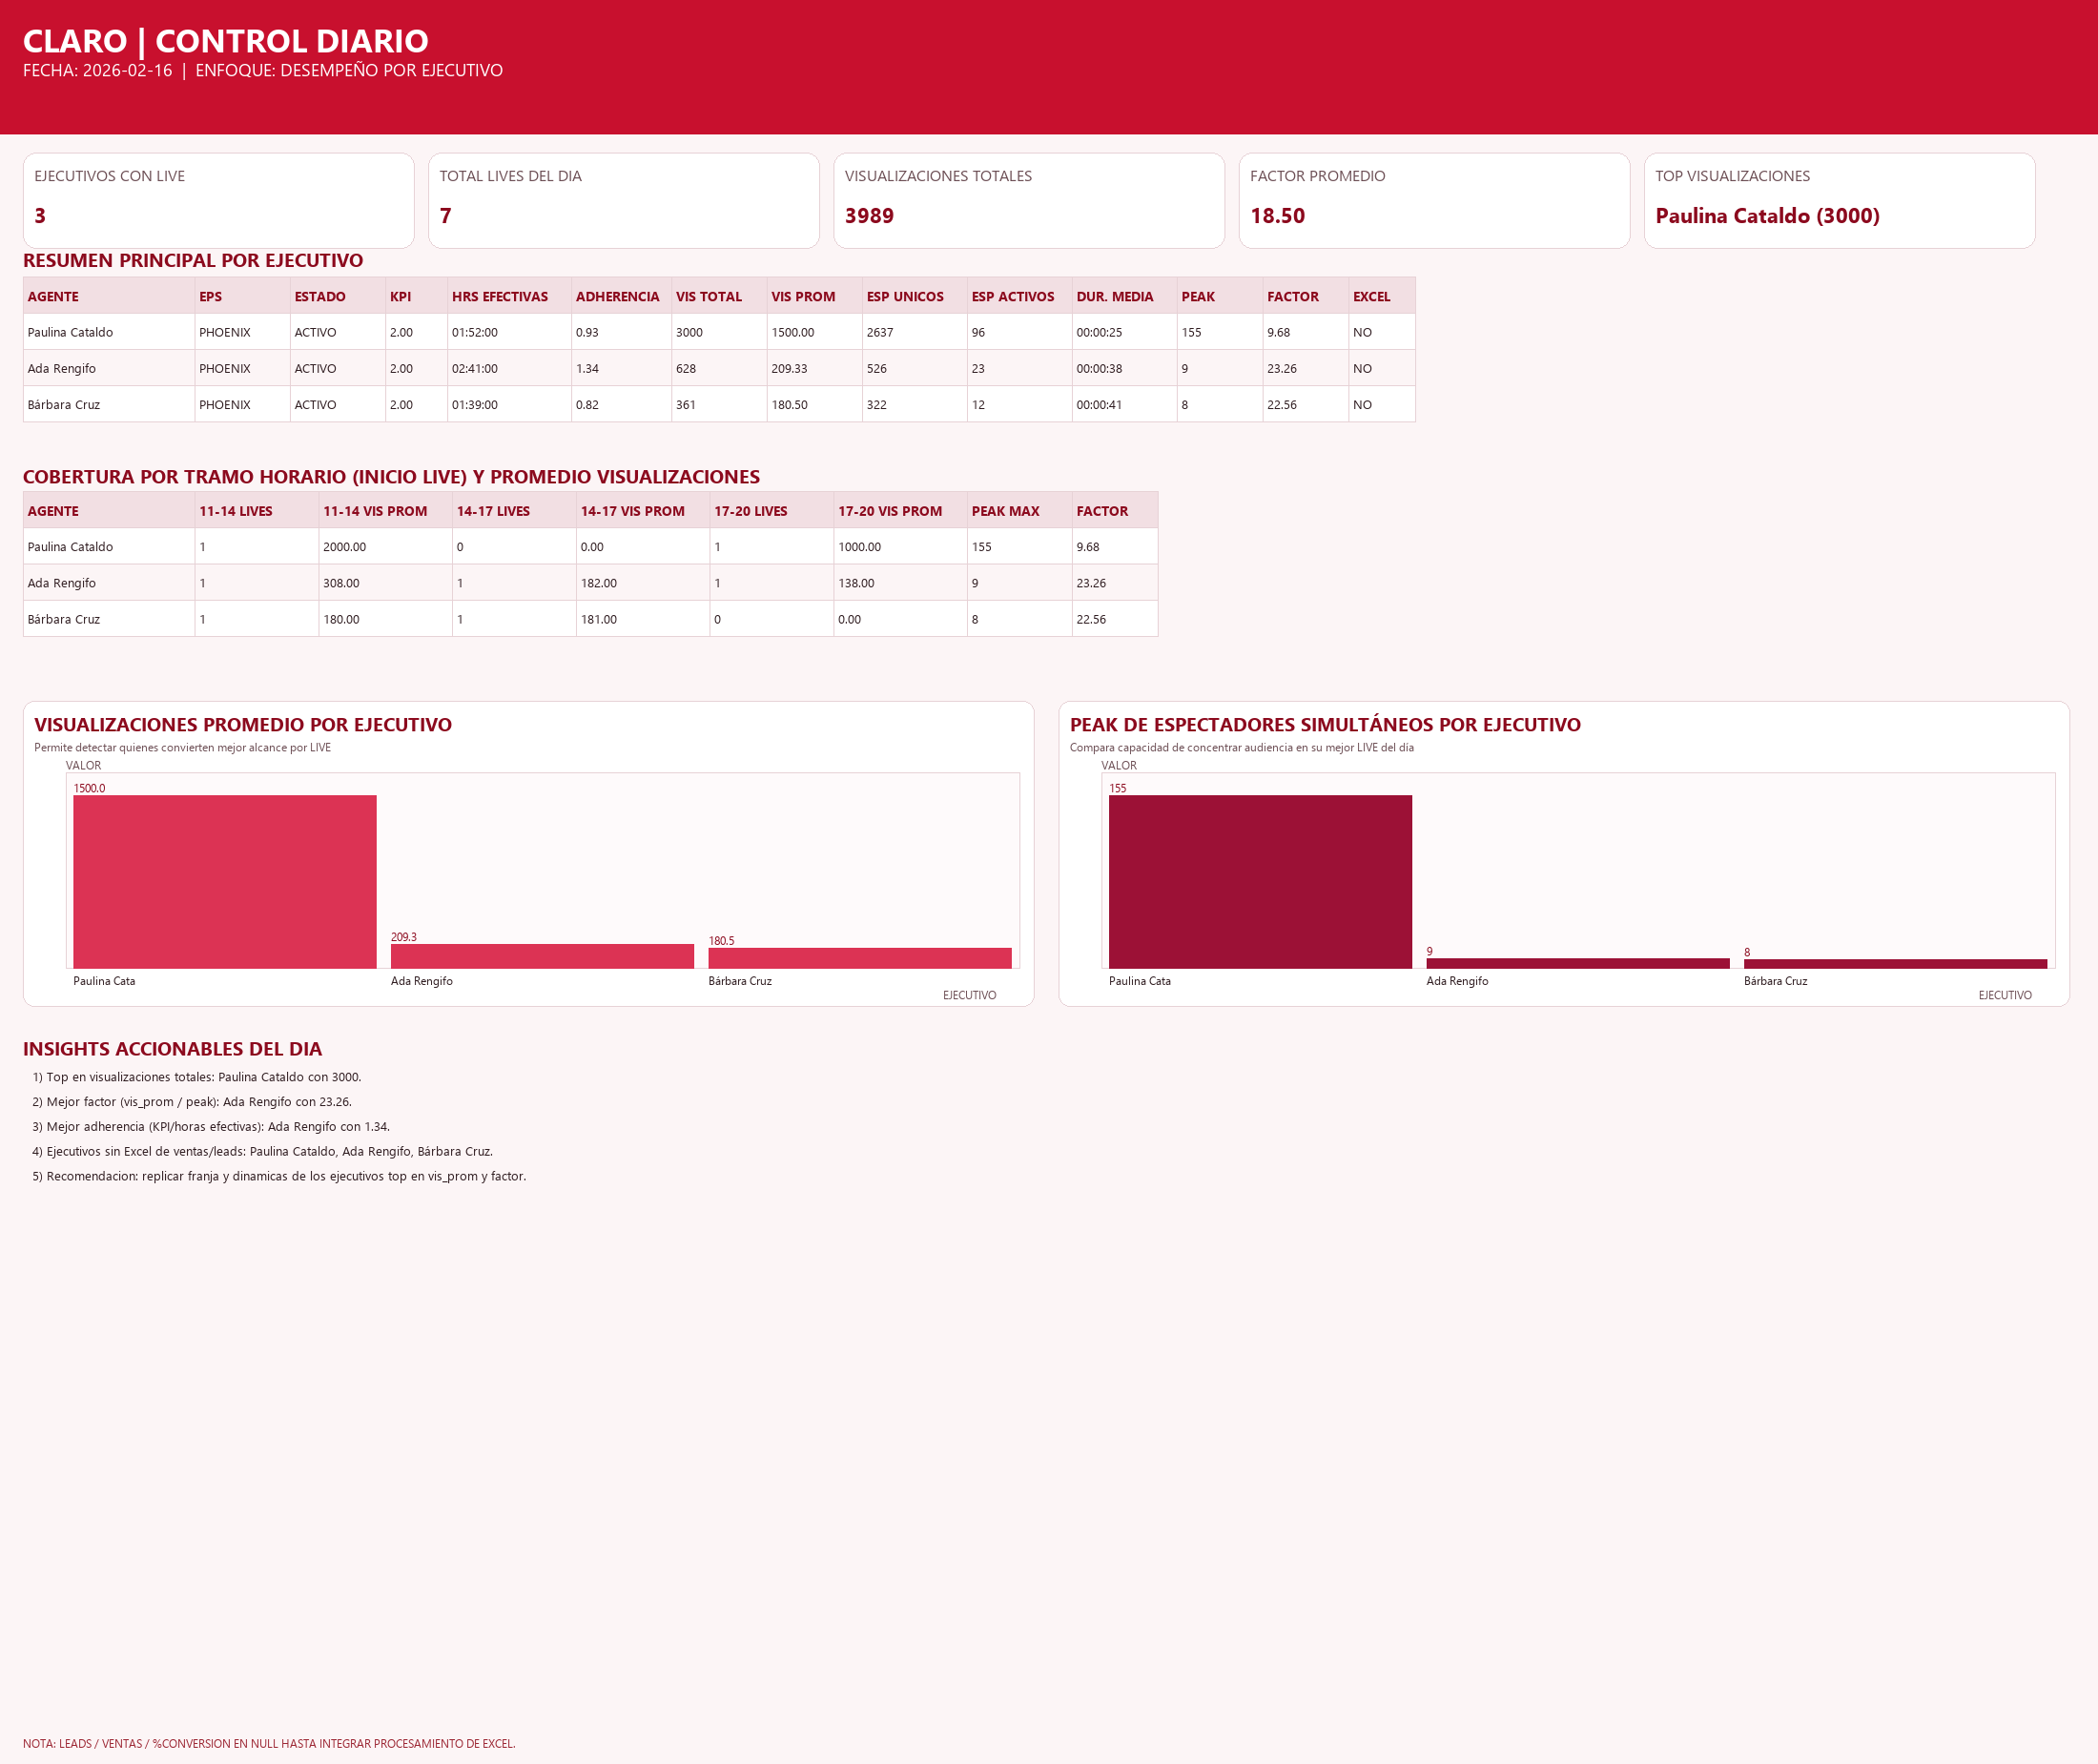 CLARO | CONTROL DIARIO
FECHA: 2026-02-16 | ENFOQUE: DESEMPEÑO POR EJECUTIVO
EJECUTIVOS CON LIVE
3
TOTAL LIVES DEL DIA
7
VISUALIZACIONES TOTALES
3989
FACTOR PROMEDIO
18.50
TOP VISUALIZACIONES
Paulina Cataldo (3000)
RESUMEN PRINCIPAL POR EJECUTIVO
AGENTE EPS ESTADO KPI HRS EFECTIVAS ADHERENCIA VIS TOTAL VIS PROM ESP UNICOS ESP ACTIVOS DUR. MEDIA PEAK FACTOR EXCEL
Paulina Cataldo PHOENIX ACTIVO 2.00 01:52:00 0.93 3000 1500.00 2637 96 00:00:25 155 9.68 NO
Ada Rengifo PHOENIX ACTIVO 2.00 02:41:00 1.34 628 209.33 526 23 00:00:38 9 23.26 NO
Bárbara Cruz PHOENIX ACTIVO 2.00 01:39:00 0.82 361 180.50 322 12 00:00:41 8 22.56 NO
COBERTURA POR TRAMO HORARIO (INICIO LIVE) Y PROMEDIO VISUALIZACIONES
AGENTE 11-14 LIVES 11-14 VIS PROM 14-17 LIVES 14-17 VIS PROM 17-20 LIVES 17-20 VIS PROM PEAK MAX FACTOR
Paulina Cataldo 1 2000.00 0 0.00 1 1000.00 155 9.68
Ada Rengifo 1 308.00 1 182.00 1 138.00 9 23.26
Bárbara Cruz 1 180.00 1 181.00 0 0.00 8 22.56
VISUALIZACIONES PROMEDIO POR EJECUTIVO
Permite detectar quienes convierten mejor alcance por LIVE
VALOR
1500.0
209.3
180.5
Paulina Cata Ada Rengifo Bárbara Cruz
EJECUTIVO
PEAK DE ESPECTADORES SIMULTÁNEOS POR EJECUTIVO
Compara capacidad de concentrar audiencia en su mejor LIVE del día
VALOR
155
9
8
Paulina Cata Ada Rengifo Bárbara Cruz
EJECUTIVO
INSIGHTS ACCIONABLES DEL DIA
1) Top en visualizaciones totales: Paulina Cataldo con 3000.
2) Mejor factor (vis_prom / peak): Ada Rengifo con 23.26.
3) Mejor adherencia (KPI/horas efectivas): Ada Rengifo con 1.34.
4) Ejecutivos sin Excel de ventas/leads: Paulina Cataldo, Ada Rengifo, Bárbara Cruz.
5) Recomendacion: replicar franja y dinamicas de los ejecutivos top en vis_prom y factor.
NOTA: LEADS / VENTAS / %CONVERSION EN NULL HASTA INTEGRAR PROCESAMIENTO DE EXCEL.